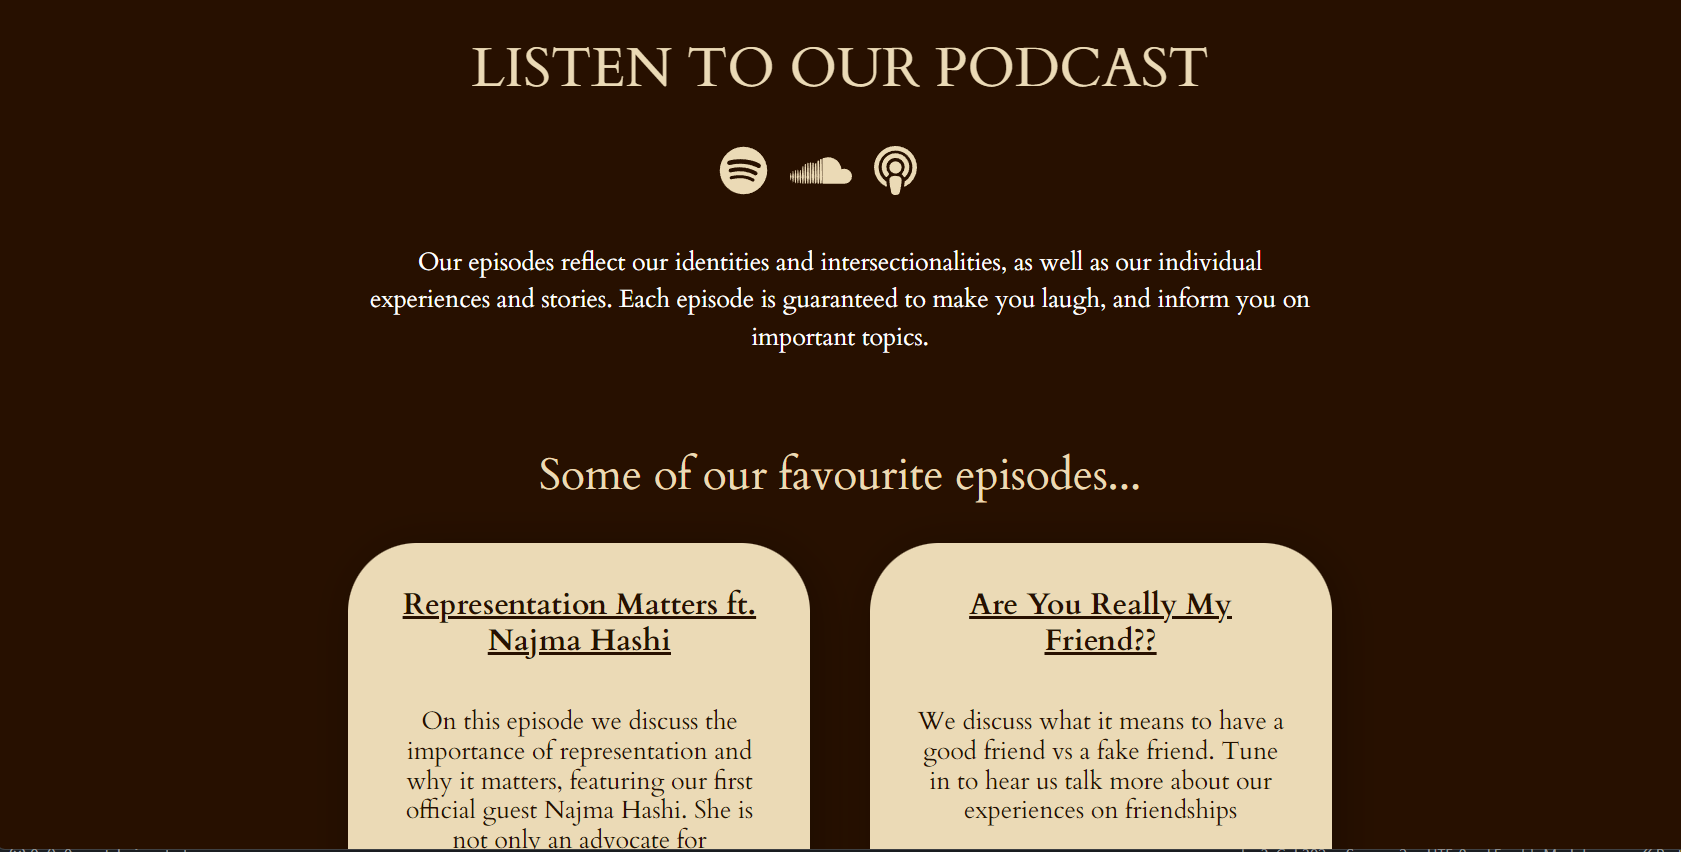 LISTEN TO OUR PODCAST
Our episodes reflect our identities and intersectionalities, as well as our individual
experiences and stories. Each episode is guaranteed to make you laugh, and inform you on
important topics.
Some of our favourite episodes...
Representation Matters ft.
Najma Hashi
On this episode we discuss the
importance of representation and
why it matters, featuring our first
official guest Najma Hashi. She is
not only an advocate for
Are You Really My
Friend??
We discuss what it means to have a
good friend vs a fake friend. Tune
in to hear us talk more about our
experiences on friendships